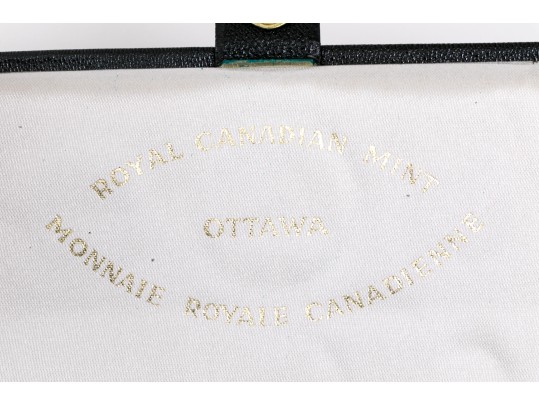 ROYAL CANADIAN MINT
OTTAWA
MONNAIE ROYALE CANADIENNE